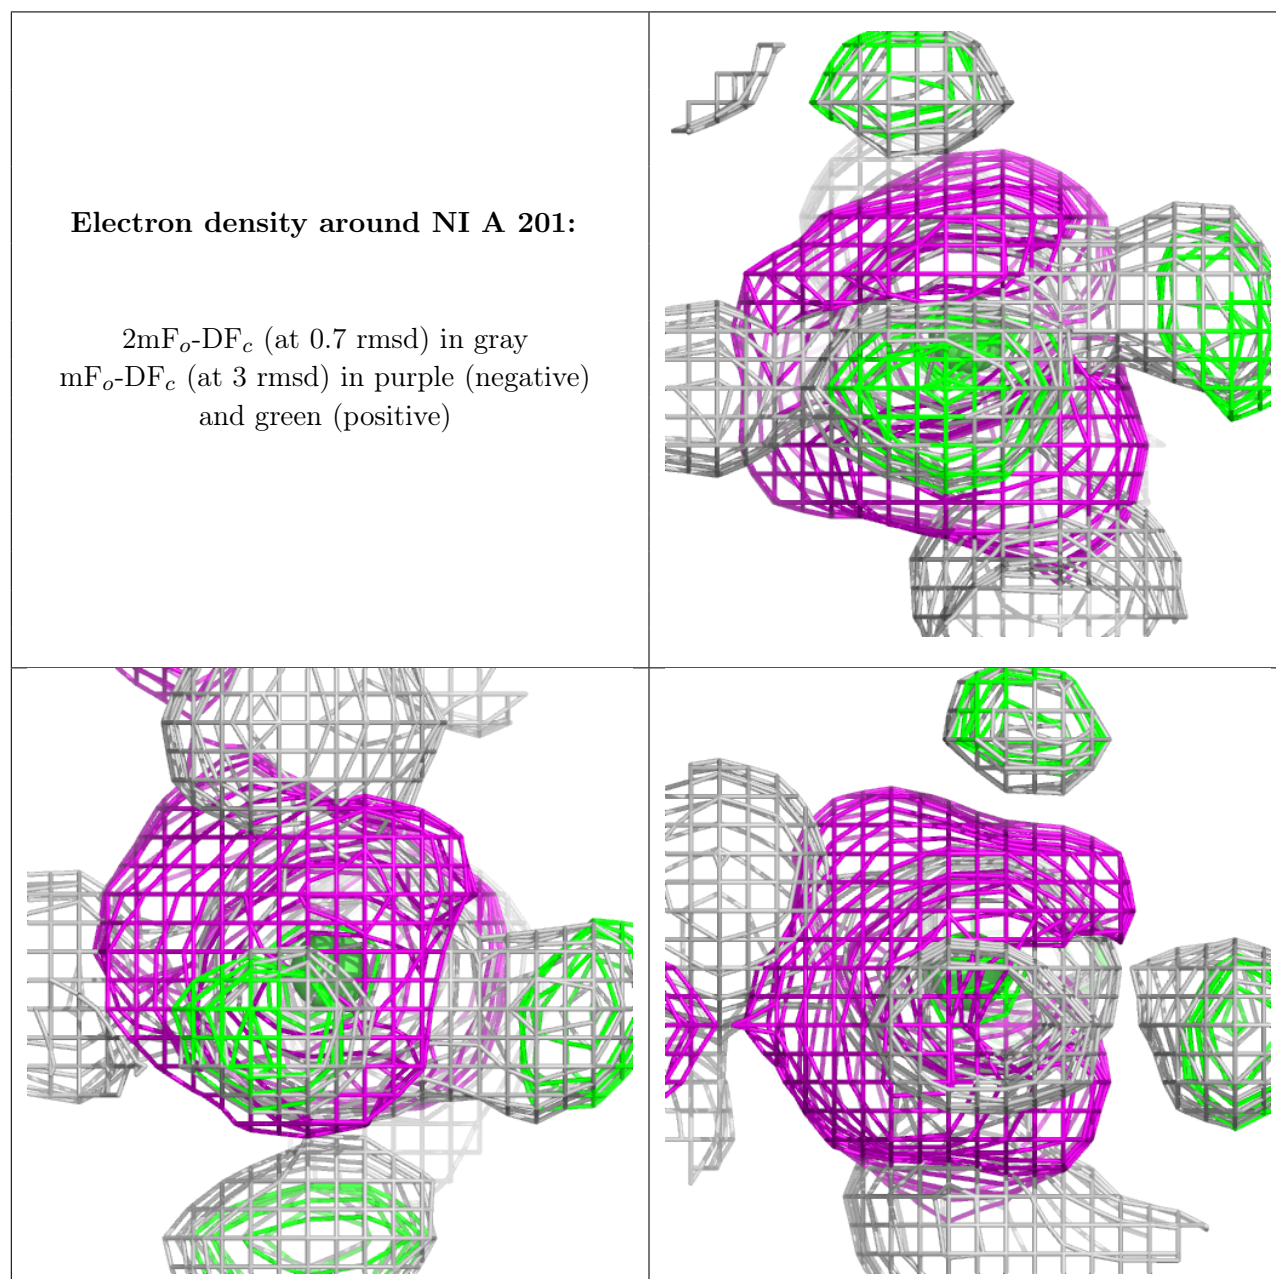 Electron density around NI A 201:
2mFo-DFc (at 0.7 rmsd) in gray
mFo-DFc (at 3 rmsd) in purple (negative)
and green (positive)